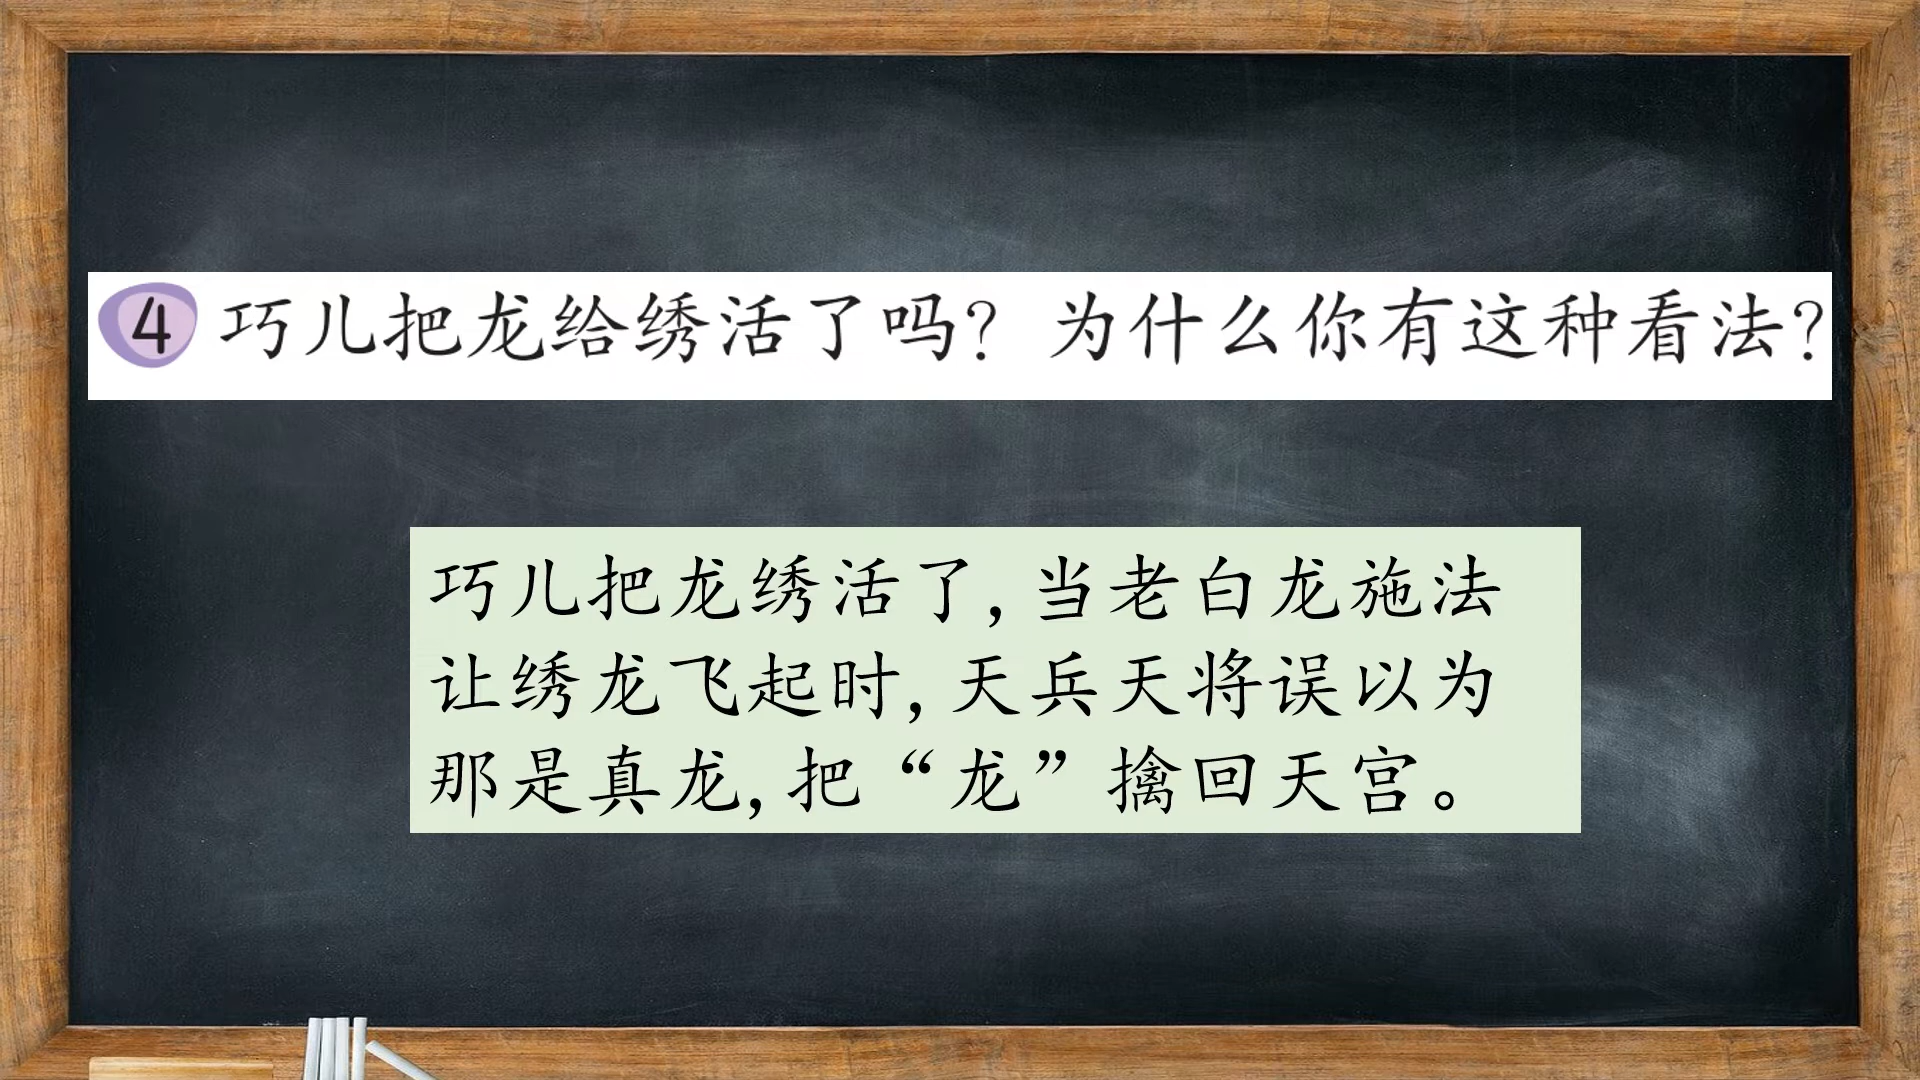 4 巧儿把龙给绣活了吗？为什么你有这种看法？
巧儿把龙绣活了，当老白龙施法
让绣龙飞起时，天兵天将误以为
那是真龙，把“龙”擒回天宫。